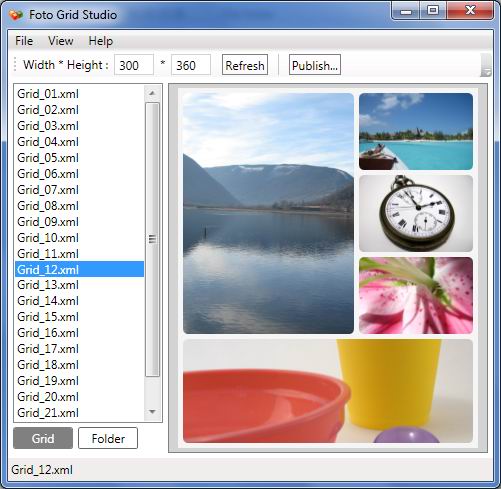 Foto Grid Studio
File View Help
Width * Height : 300 * 360 Refresh Publish...
Grid_01.xml
Grid_02.xml
Grid_03.xml
Grid_04.xml
Grid_05.xml
Grid_06.xml
Grid_07.xml
Grid_08.xml
Grid_09.xml
Grid_10.xml
Grid_11.xml
Grid_12.xml
Grid_13.xml
Grid_14.xml
Grid_15.xml
Grid_16.xml
Grid_17.xml
Grid_18.xml
Grid_19.xml
Grid_20.xml
Grid_21.xml
Grid Folder
Grid_12.xml